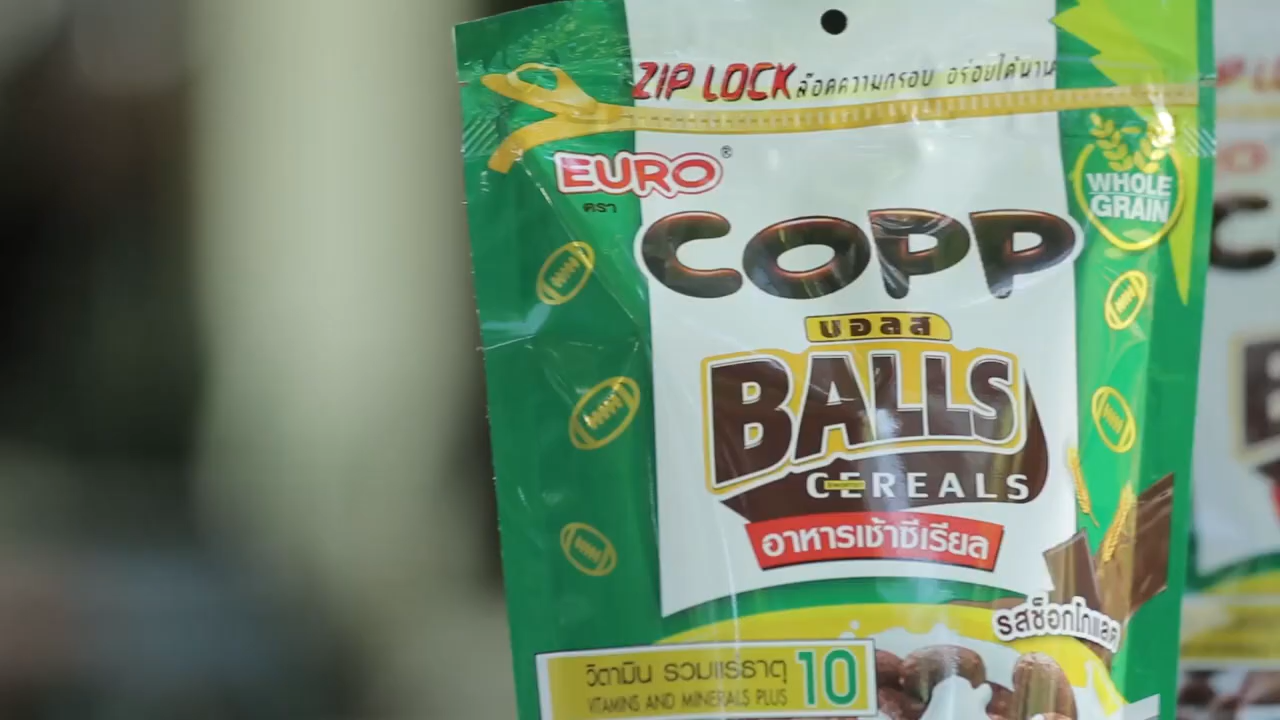 ZIP LOCK ล็อคความกรอบ อร่อยได้นาน
EURO®
ตรา
WHOLE
GRAIN
COPP
บอลส
BALLS
CEREALS
อาหารเช้าซีเรียล
รสช็อกโกแลต
วิตามิน รวมแร่ธาตุ 10
VITAMINS AND MINERALS PLUS